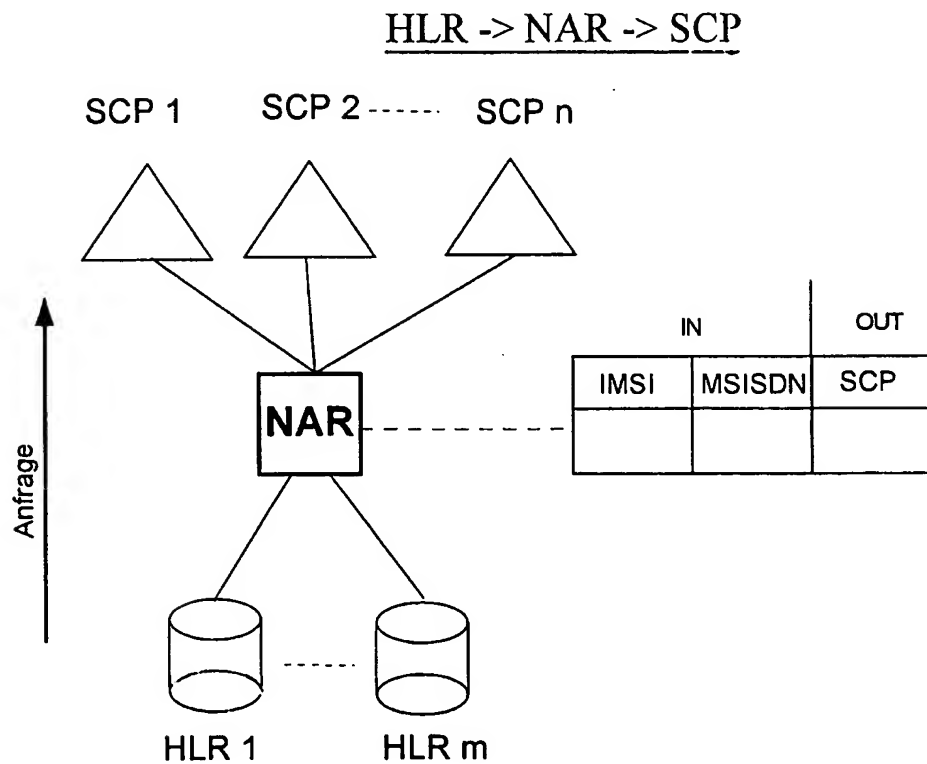 HLR -> NAR -> SCP
SCP 1 SCP 2 SCP n
IN OUT
IMSI MSISDN SCP
NAR
Anfrage
HLR 1 HLR m